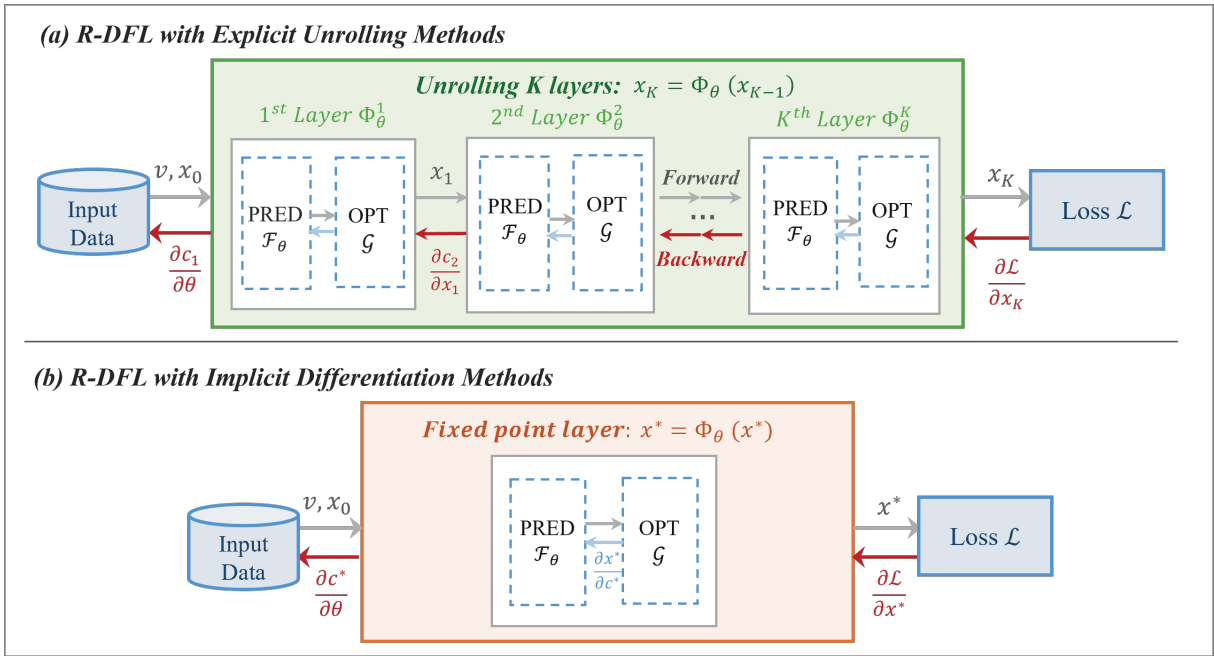 (a) R-DFL with Explicit Unrolling Methods
Unrolling K layers: x_K = Φ_θ (x_{K−1})
1^{st} Layer Φ_θ^1
2^{nd} Layer Φ_θ^2
K^{th} Layer Φ_θ^K
Input Data
v, x_0
∂c_1/∂θ
PRED ℱ_θ
OPT 𝒢
x_1
∂c_2/∂x_1
PRED ℱ_θ
OPT 𝒢
Forward
...
Backward
PRED ℱ_θ
OPT 𝒢
x_K
∂ℒ/∂x_K
Loss ℒ
(b) R-DFL with Implicit Differentiation Methods
Fixed point layer: x* = Φ_θ (x*)
Input Data
v, x_0
∂c*/∂θ
PRED ℱ_θ
∂x*/∂c*
OPT 𝒢
x*
∂ℒ/∂x*
Loss ℒ